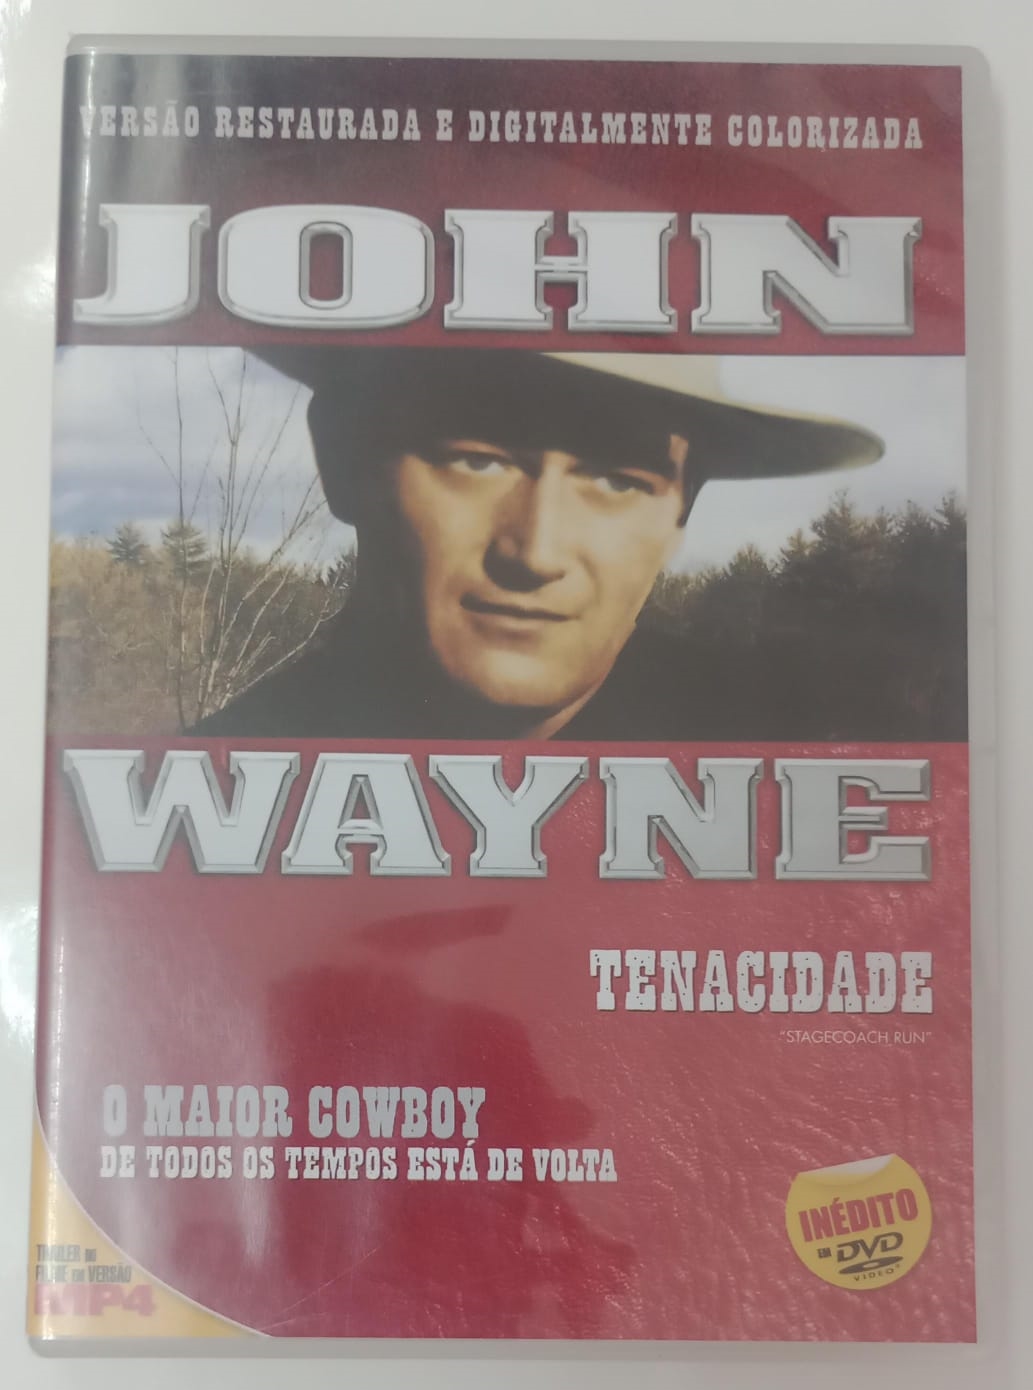 VERSÃO RESTAURADA E DIGITALMENTE COLORIZADA
JOHN
WAYNE
TENACIDADE
"STAGECOACH RUN"
O MAIOR COWBOY
DE TODOS OS TEMPOS ESTÁ DE VOLTA
INÉDITO
EM DVD
VIDEO
TRAILER DO
FILME EM VERSÃO
MP4